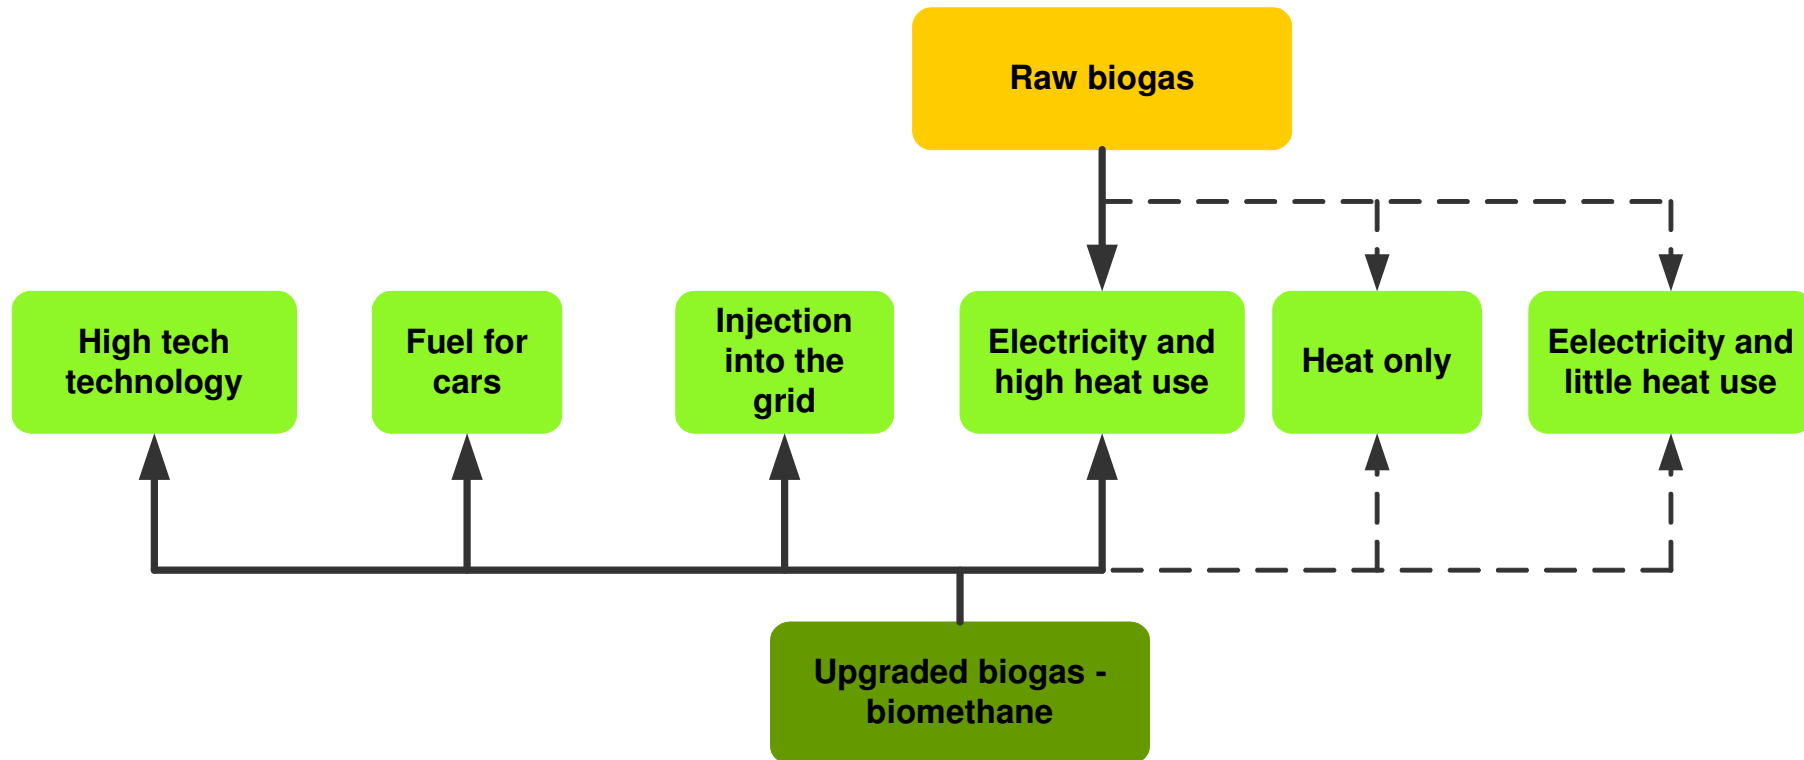 Raw biogas
High tech
technology
Fuel for
cars
Injection
into the
grid
Electricity and
high heat use
Heat only
Eelectricity and
little heat use
Upgraded biogas -
biomethane